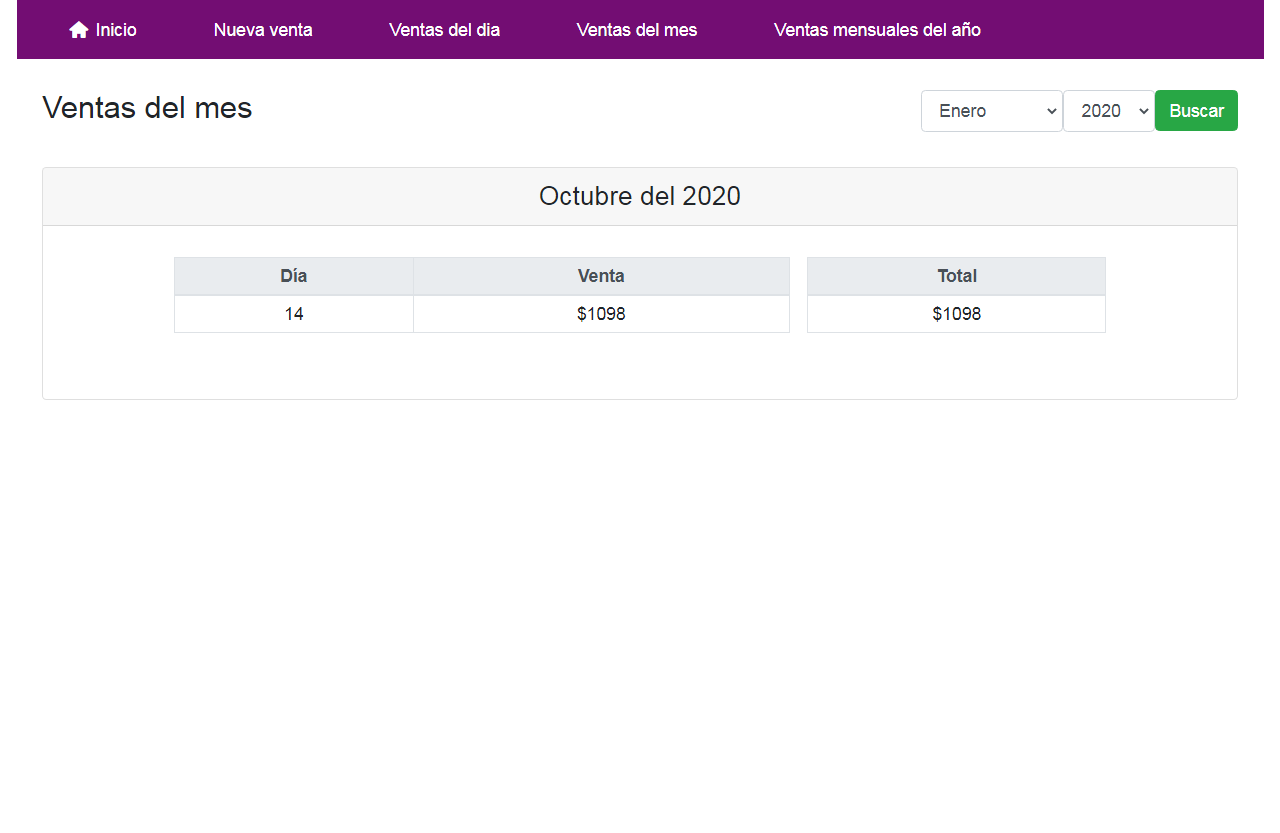 Inicio Nueva venta Ventas del dia Ventas del mes Ventas mensuales del año
Ventas del mes
Enero 2020 Buscar
Octubre del 2020
Día Venta Total
14 $1098 $1098